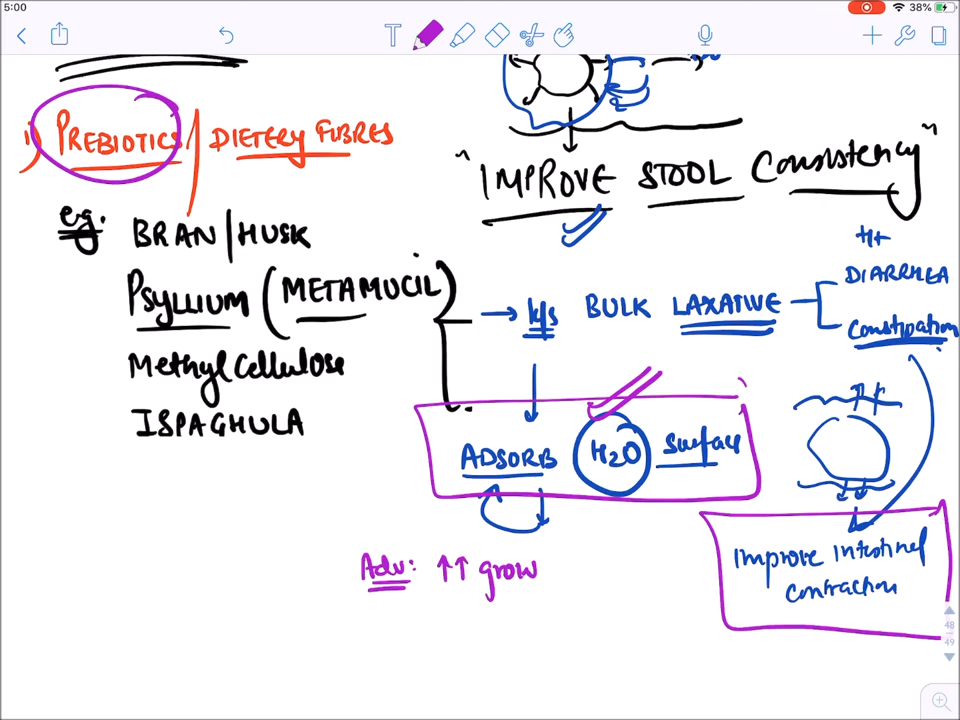 5:00
38%
T
1) PREBIOTICS / DIETERY FIBRES
"IMPROVE STOOL Consistency"
e.g. BRAN/HUSK
Psyllium (METAMUCIL)
Methyl Cellulose
ISPAGHULA
→ k/s BULK LAXATIVE
DIARRHEA
Constipation
ADSORB H2O surface
Improve intestinal
contraction
Adv: ↑↑ grow
48
49